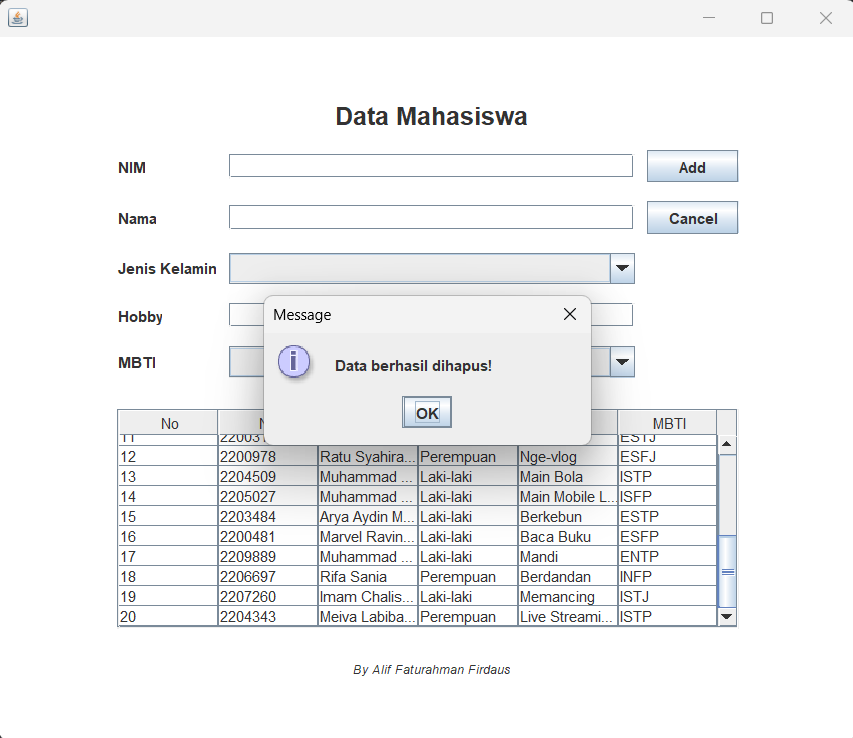 Data Mahasiswa
NIM
Add
Nama
Cancel
Jenis Kelamin
Hobby
MBTI
Message
Data berhasil dihapus!
OK
No MBTI
11 ESTJ
12 2200978 Ratu Syahira... Perempuan Nge-vlog ESFJ
13 2204509 Muhammad ... Laki-laki Main Bola ISTP
14 2205027 Muhammad ... Laki-laki Main Mobile L... ISFP
15 2203484 Arya Aydin M... Laki-laki Berkebun ESTP
16 2200481 Marvel Ravin... Laki-laki Baca Buku ESFP
17 2209889 Muhammad ... Laki-laki Mandi ENTP
18 2206697 Rifa Sania Perempuan Berdandan INFP
19 2207260 Imam Chalis... Laki-laki Memancing ISTJ
20 2204343 Meiva Labiba... Perempuan Live Streami... ISTP
By Alif Faturahman Firdaus